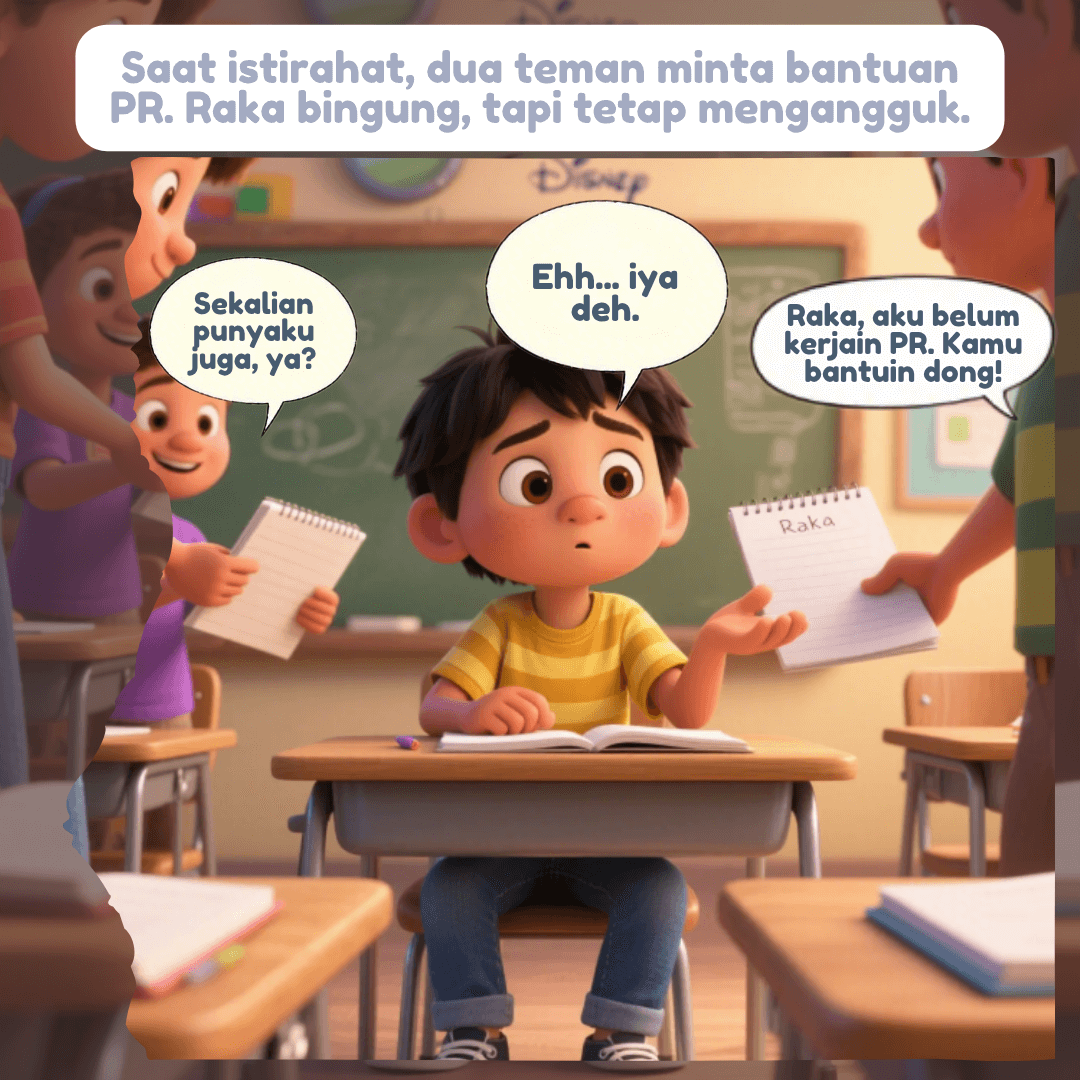 Saat istirahat, dua teman minta bantuan
PR. Raka bingung, tapi tetap mengangguk.
Disney
Ehh... iya
deh.
Sekalian
punyaku
juga, ya?
Raka, aku belum
kerjain PR. Kamu
bantuin dong!
Raka